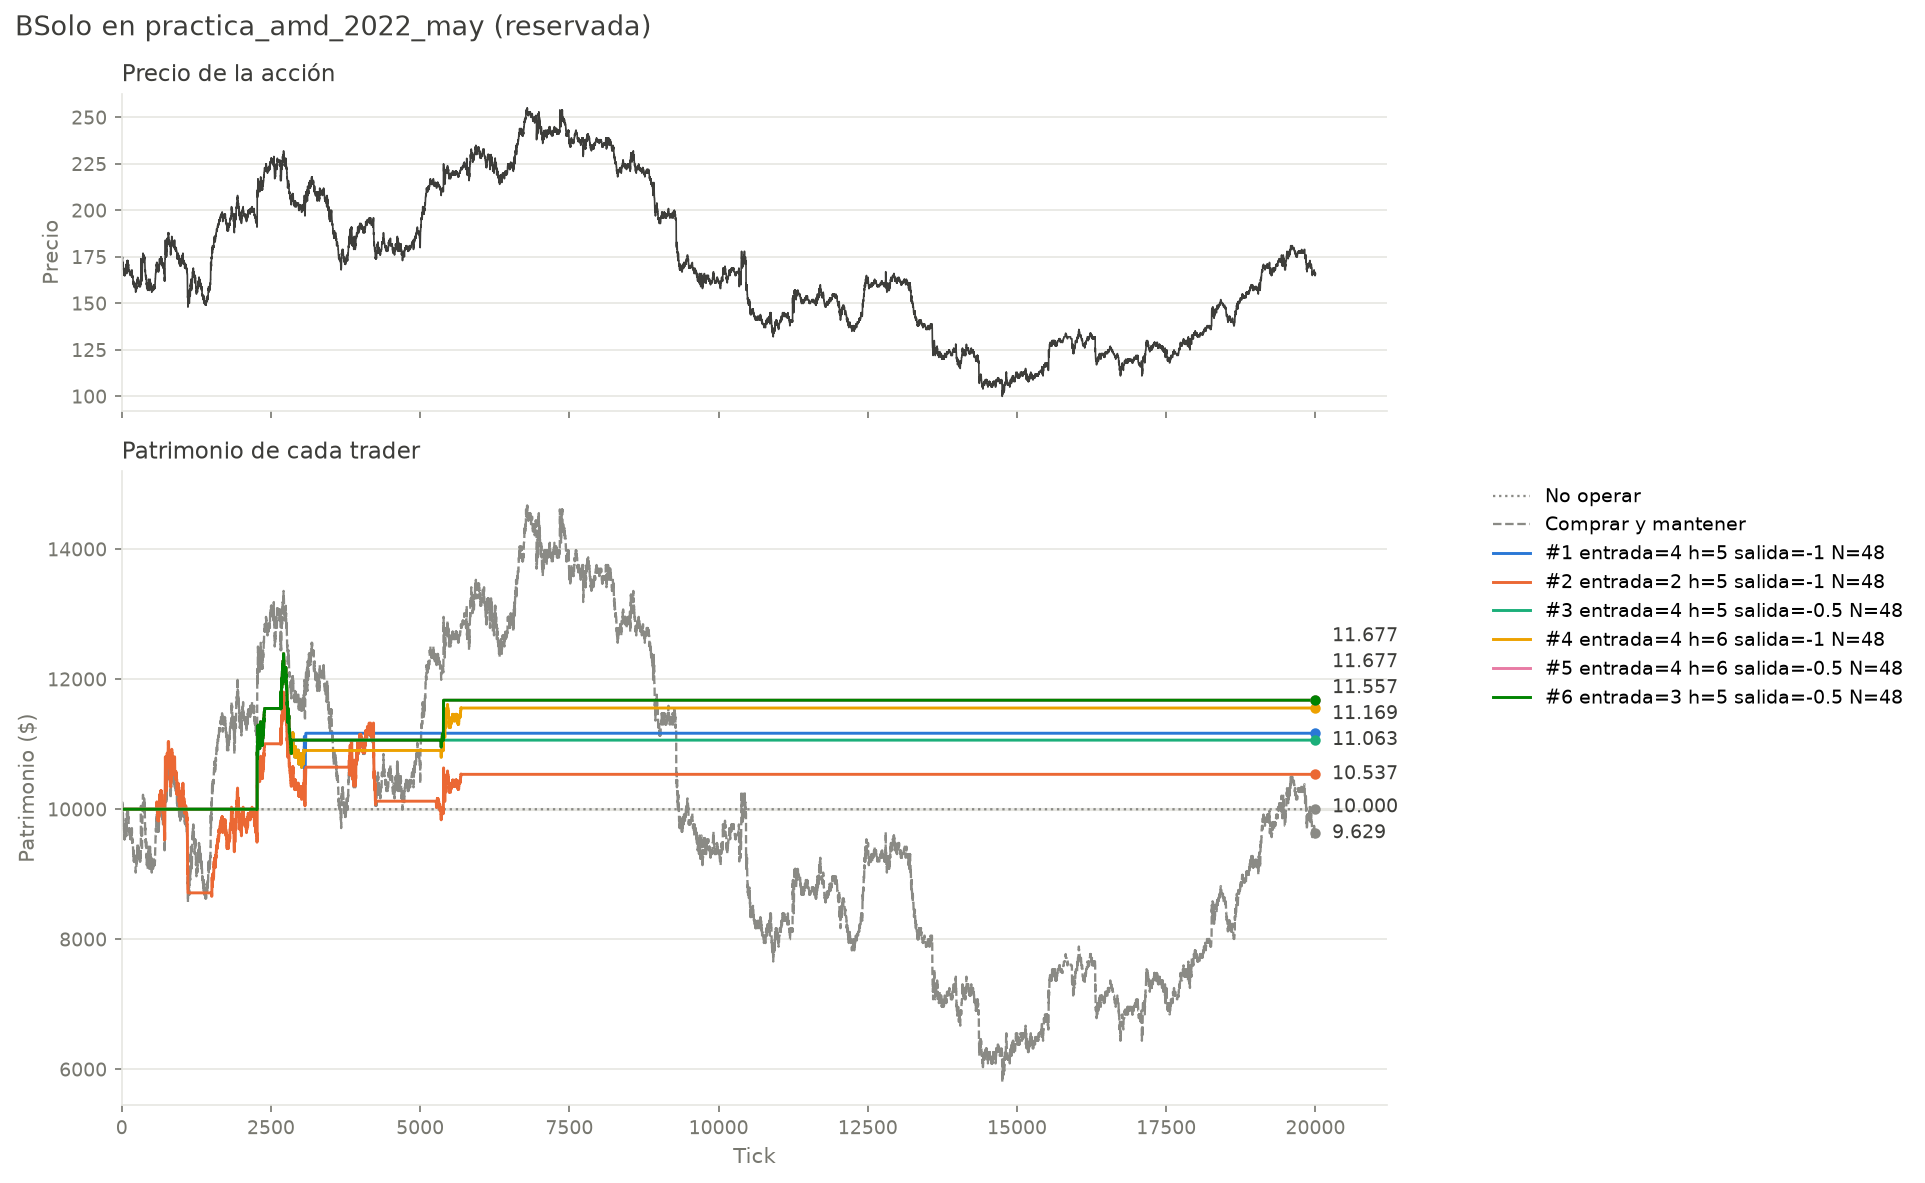 BSolo en practica_amd_2022_may (reservada)
Precio de la acción
Precio
250
225
200
175
150
125
100
Patrimonio de cada trader
Patrimonio ($)
14000
12000
10000
8000
6000
0
2500
5000
7500
10000
12500
15000
17500
20000
Tick
11.677
11.677
11.557
11.169
11.063
10.537
10.000
9.629
No operar
Comprar y mantener
#1 entrada=4 h=5 salida=-1 N=48
#2 entrada=2 h=5 salida=-1 N=48
#3 entrada=4 h=5 salida=-0.5 N=48
#4 entrada=4 h=6 salida=-1 N=48
#5 entrada=4 h=6 salida=-0.5 N=48
#6 entrada=3 h=5 salida=-0.5 N=48